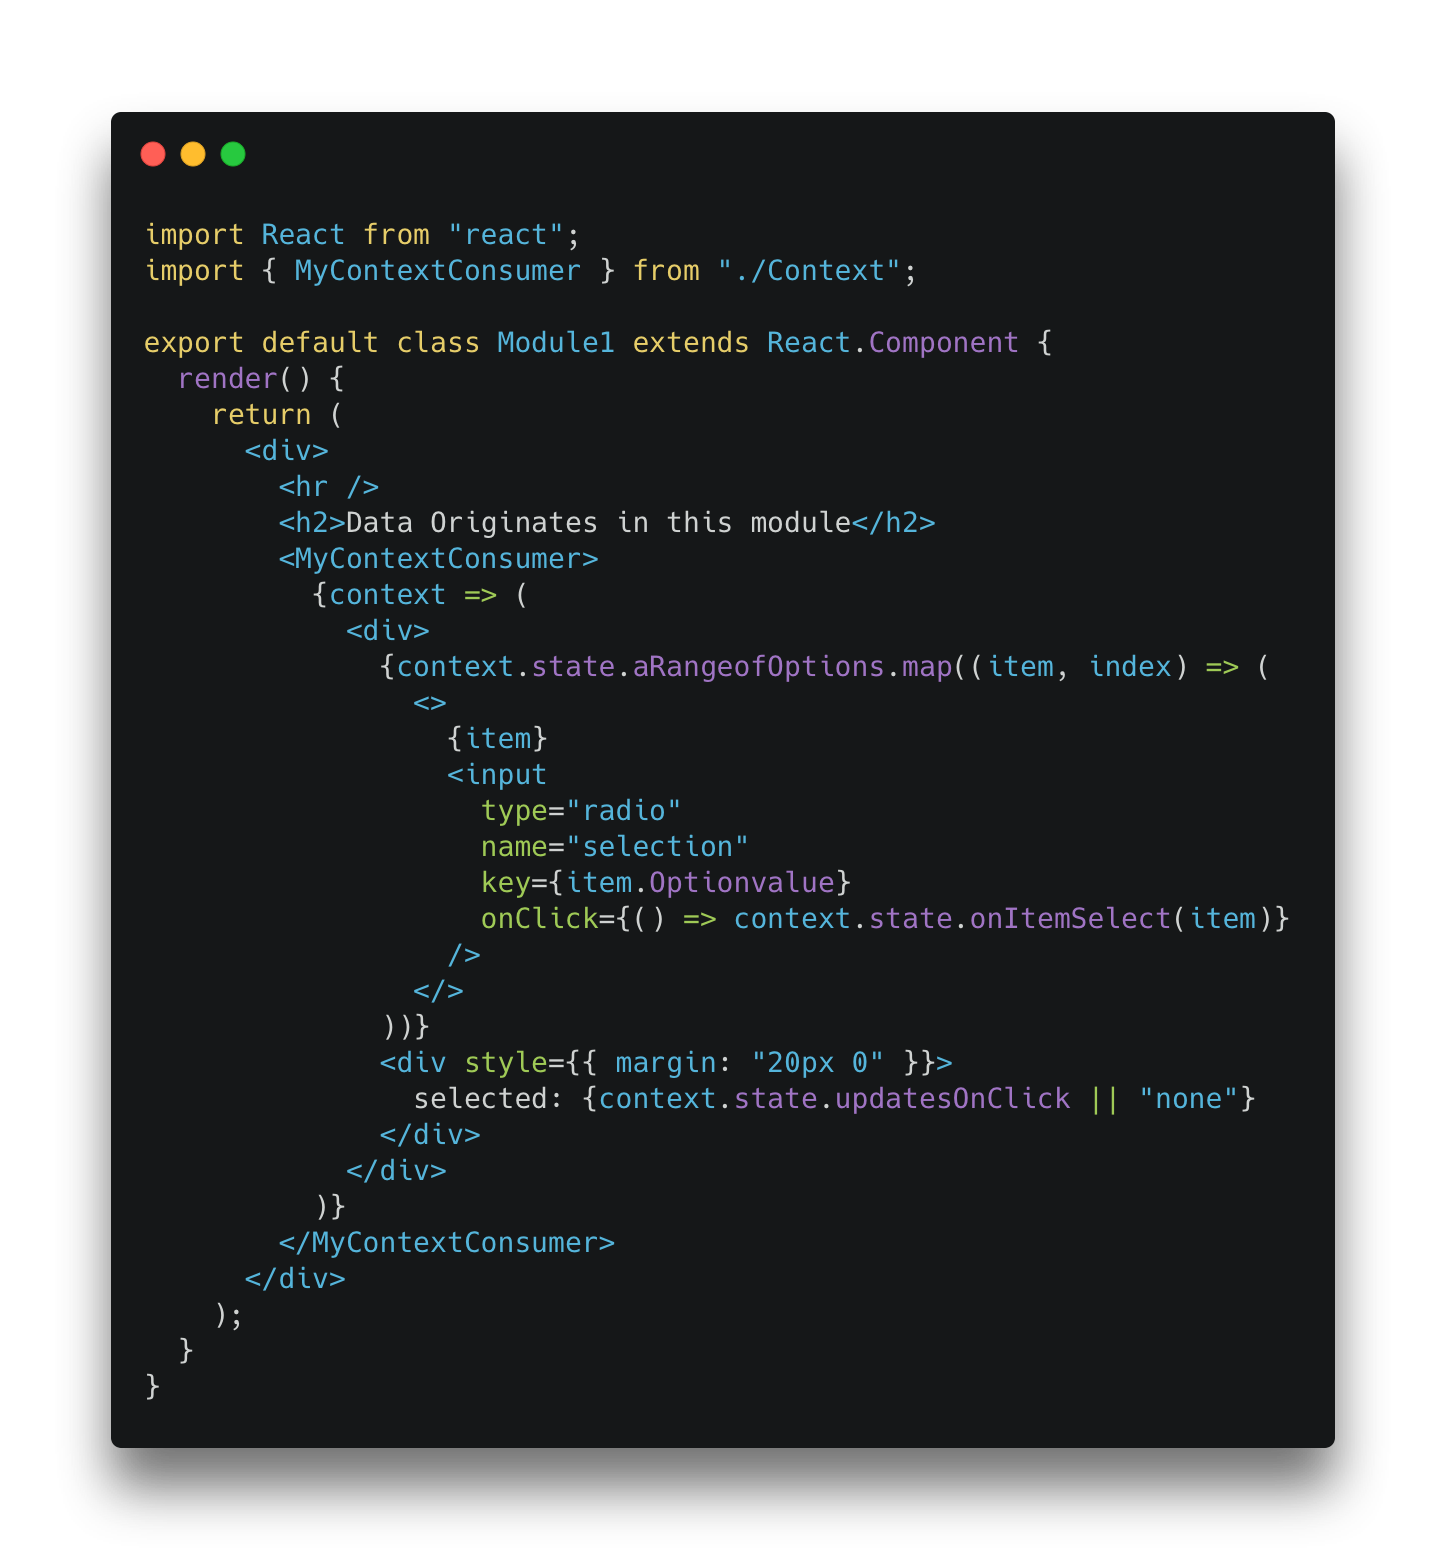 import React from "react";
import { MyContextConsumer } from "./Context";

export default class Module1 extends React.Component {
  render() {
    return (
      <div>
        <hr />
        <h2>Data Originates in this module</h2>
        <MyContextConsumer>
          {context => (
            <div>
              {context.state.aRangeofOptions.map((item, index) => (
                <>
                  {item}
                  <input
                    type="radio"
                    name="selection"
                    key={item.Optionvalue}
                    onClick={() => context.state.onItemSelect(item)}
                  />
                </>
              ))}
              <div style={{ margin: "20px 0" }}>
                selected: {context.state.updatesOnClick || "none"}
              </div>
            </div>
          )}
        </MyContextConsumer>
      </div>
    );
  }
}